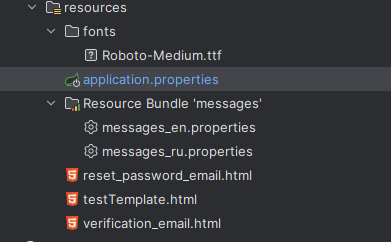 resources
fonts
Roboto-Medium.ttf
application.properties
Resource Bundle 'messages'
messages_en.properties
messages_ru.properties
reset_password_email.html
testTemplate.html
verification_email.html